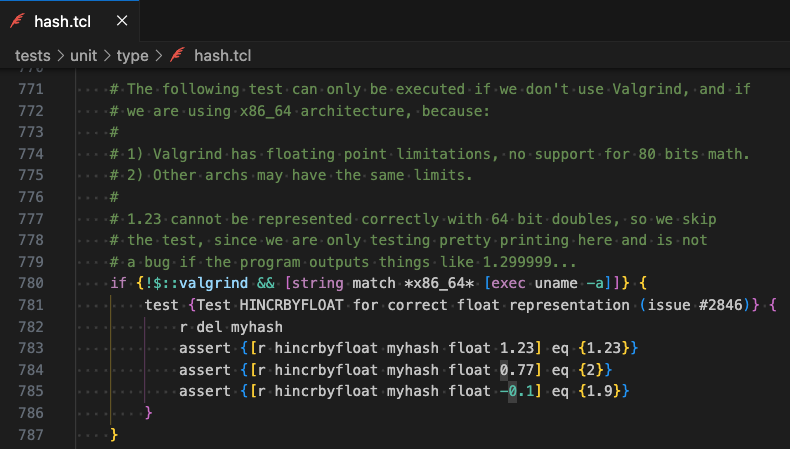 hash.tcl
tests > unit > type > hash.tcl
771 # The following test can only be executed if we don't use Valgrind, and if
772 # we are using x86_64 architecture, because:
773 #
774 # 1) Valgrind has floating point limitations, no support for 80 bits math.
775 # 2) Other archs may have the same limits.
776 #
777 # 1.23 cannot be represented correctly with 64 bit doubles, so we skip
778 # the test, since we are only testing pretty printing here and is not
779 # a bug if the program outputs things like 1.299999...
780 if {!$::valgrind && [string match *x86_64* [exec uname -a]]} {
781 test {Test HINCRBYFLOAT for correct float representation (issue #2846)} {
782 r del myhash
783 assert {[r hincrbyfloat myhash float 1.23] eq {1.23}}
784 assert {[r hincrbyfloat myhash float 0.77] eq {2}}
785 assert {[r hincrbyfloat myhash float -0.1] eq {1.9}}
786 }
787 }